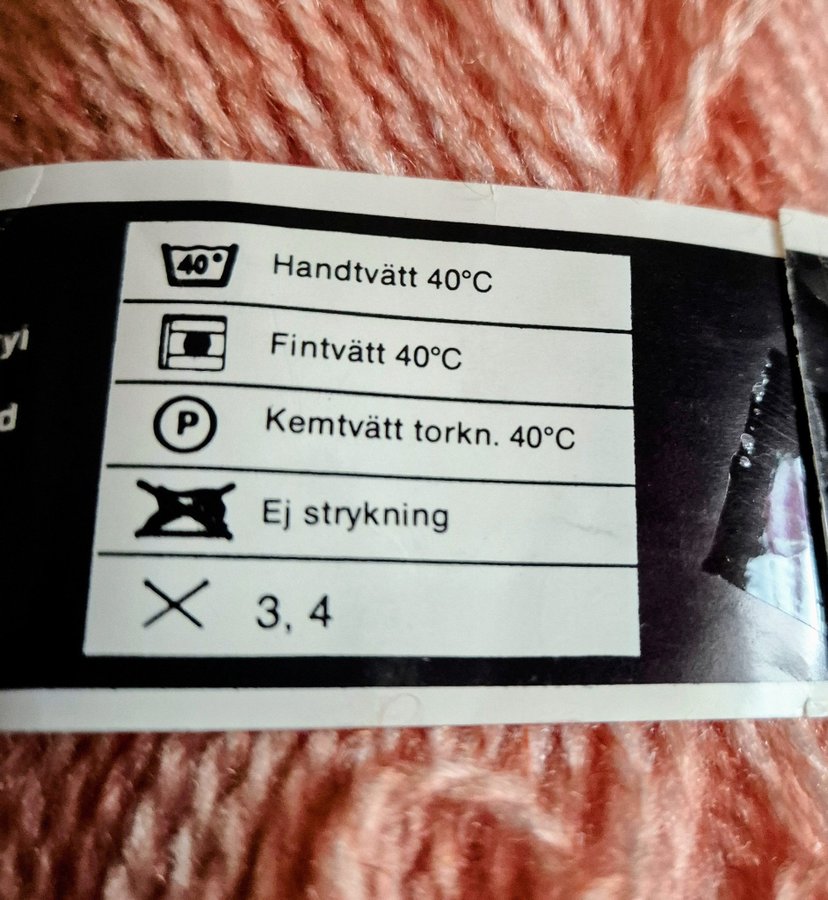 40° Handtvätt 40°C
Fintvätt 40°C
P Kemtvätt torkn. 40°C
Ej strykning
3, 4